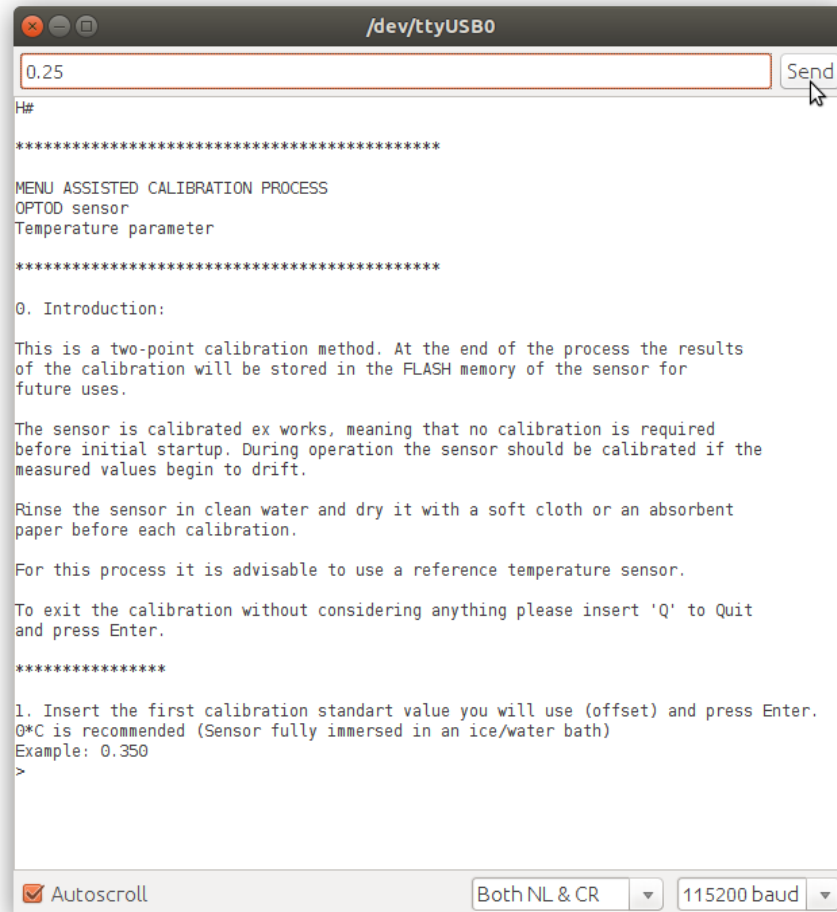 /dev/ttyUSB0
0.25
Send
H#
*********************************************
MENU ASSISTED CALIBRATION PROCESS
OPTOD sensor
Temperature parameter
*********************************************
0. Introduction:
This is a two-point calibration method. At the end of the process the results
of the calibration will be stored in the FLASH memory of the sensor for
future uses.
The sensor is calibrated ex works, meaning that no calibration is required
before initial startup. During operation the sensor should be calibrated if the
measured values begin to drift.
Rinse the sensor in clean water and dry it with a soft cloth or an absorbent
paper before each calibration.
For this process it is advisable to use a reference temperature sensor.
To exit the calibration without considering anything please insert 'Q' to Quit
and press Enter.
****************
1. Insert the first calibration standart value you will use (offset) and press Enter.
0*C is recommended (Sensor fully immersed in an ice/water bath)
Example: 0.350
>
Autoscroll
Both NL & CR
115200 baud